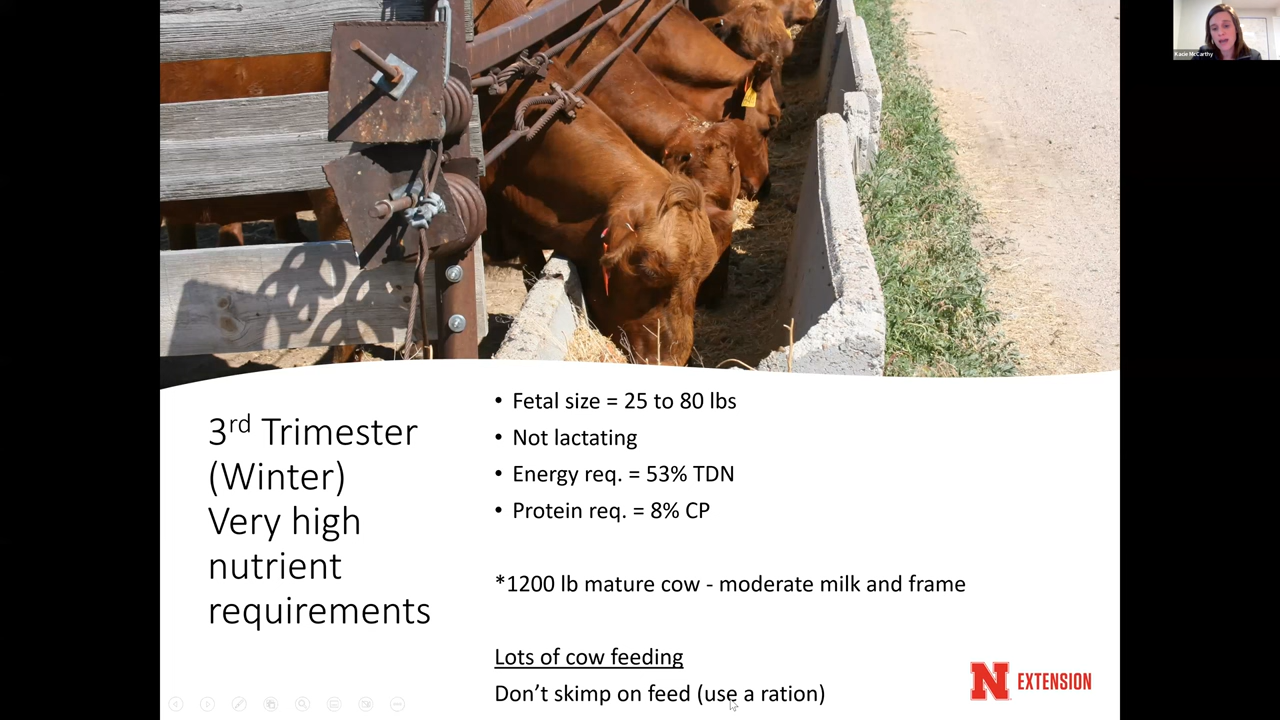 Kacie McCarthy
3rd Trimester
(Winter)
Very high
nutrient
requirements
• Fetal size = 25 to 80 lbs
• Not lactating
• Energy req. = 53% TDN
• Protein req. = 8% CP
*1200 lb mature cow - moderate milk and frame
Lots of cow feeding
Don't skimp on feed (use a ration)
N EXTENSION